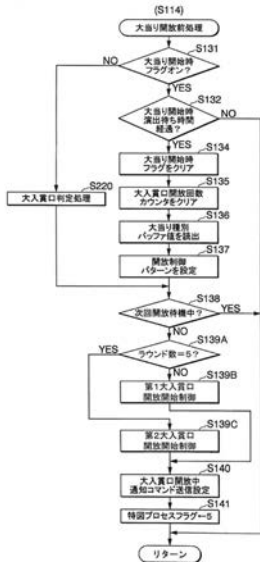 (S114)
大当り開放前処理
S131
大当り開始時
フラグオン?
NO
YES
S132
大当り開始時
演出待ち時間
経過?
NO
YES
S134
大当り開始時
フラグをクリア
S135
大入賞口開放回数
カウンタをクリア
S220
大入賞口判定処理
S136
大当り種別
バッファ値を読出
S137
開放制御
パターンを設定
S138
次回開放待機中?
YES
NO
S139A
ラウンド数=5?
YES
NO
S139B
第1大入賞口
開放開始制御
S139C
第2大入賞口
開放開始制御
S140
大入賞口開放中
通知コマンド送信設定
S141
特図プロセスフラグ←5
リターン